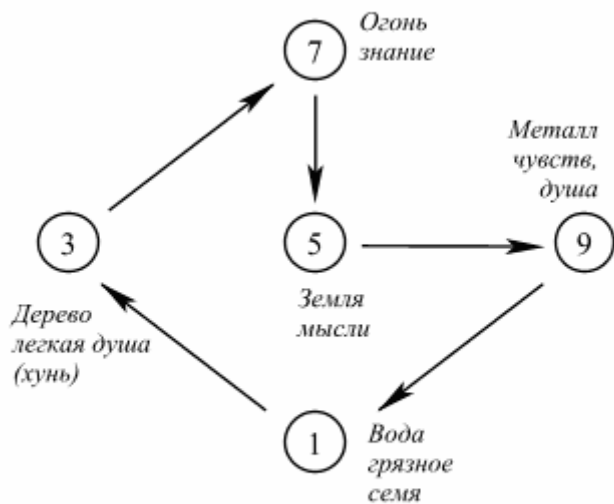 7
Огонь
знание
Металл
чувств,
душа
3
5
9
Дерево
легкая душа
(хунь)
Земля
мысли
1
Вода
грязное
семя